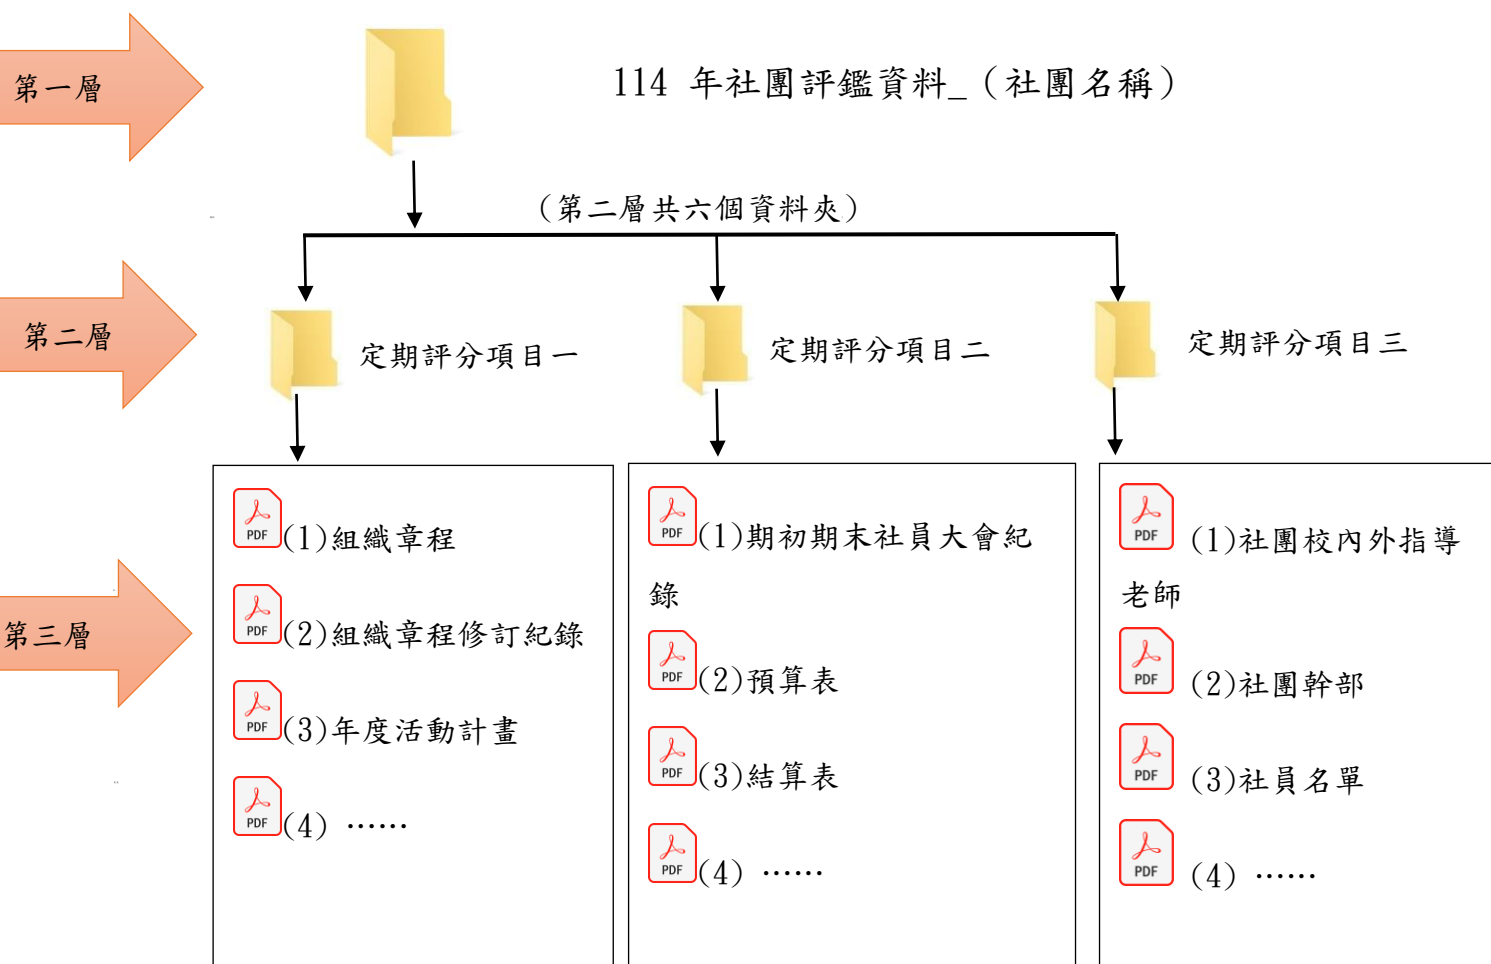 第一層
114 年社團評鑑資料_（社團名稱）
（第二層共六個資料夾）
第二層
定期評分項目一
定期評分項目二
定期評分項目三
第三層
PDF (1)組織章程
PDF (2)組織章程修訂紀錄
PDF (3)年度活動計畫
PDF (4) ……
PDF (1)期初期末社員大會紀
錄
PDF (2)預算表
PDF (3)結算表
PDF (4) ……
PDF (1)社團校內外指導
老師
PDF (2)社團幹部
PDF (3)社員名單
PDF (4) ……